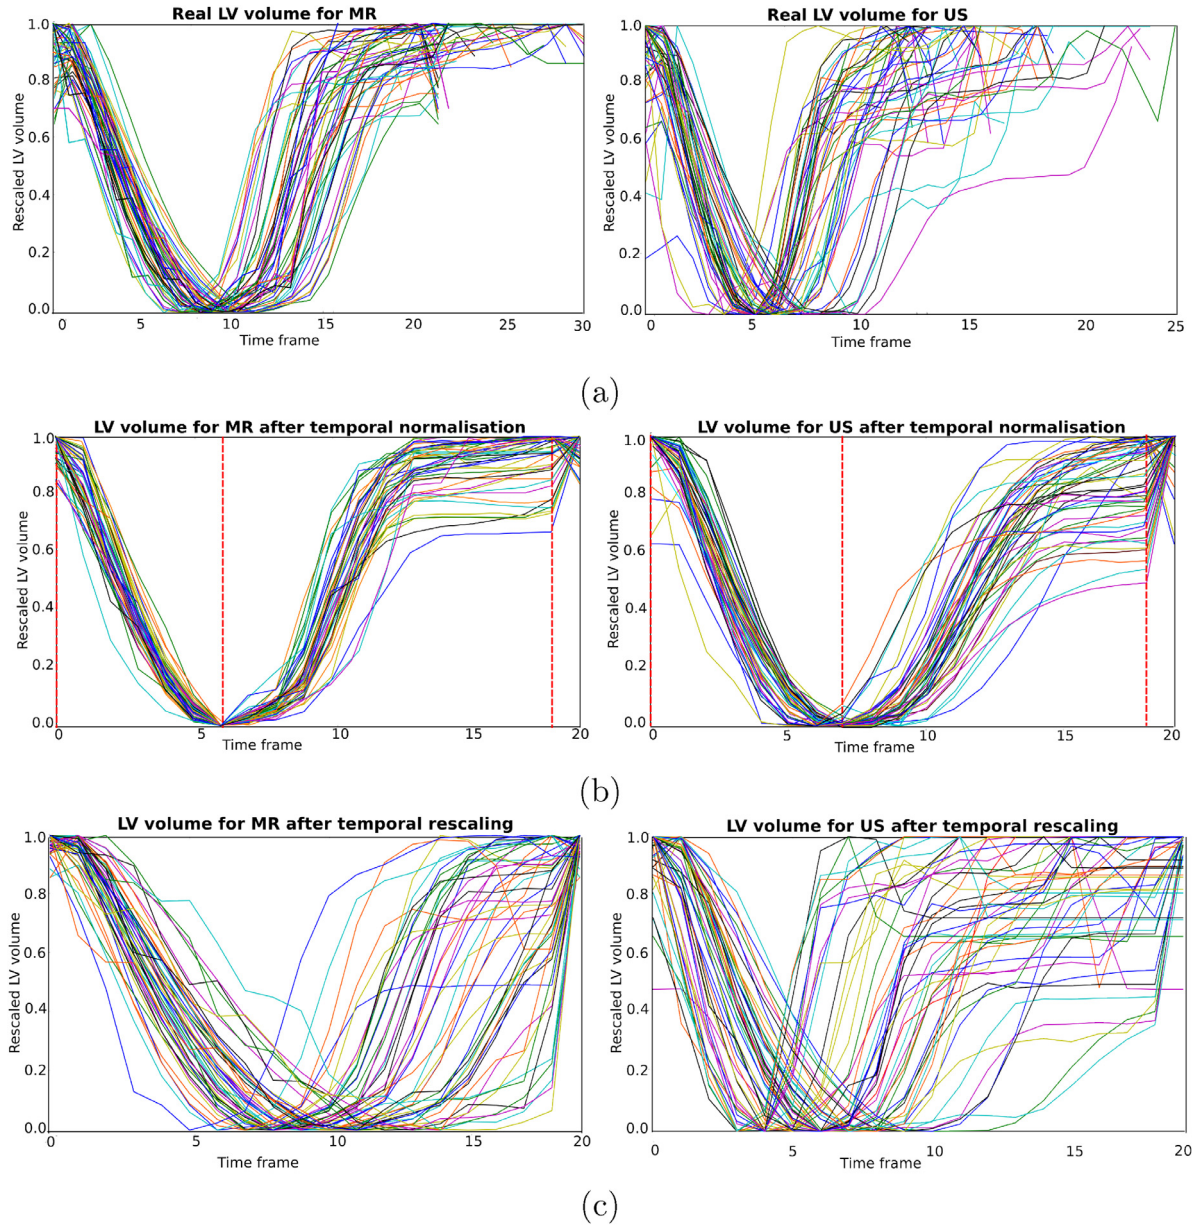 Real LV volume for MR
Rescaled LV volume
1.0
0.8
0.6
0.4
0.2
0.0
0 5 10 15 20 25 30
Time frame
Real LV volume for US
Rescaled LV volume
1.0
0.8
0.6
0.4
0.2
0.0
0 5 10 15 20 25
Time frame
(a)
LV volume for MR after temporal normalisation
Rescaled LV volume
1.0
0.8
0.6
0.4
0.2
0.0
0 5 10 15 20
Time frame
LV volume for US after temporal normalisation
Rescaled LV volume
1.0
0.8
0.6
0.4
0.2
0.0
0 5 10 15 20
Time frame
(b)
LV volume for MR after temporal rescaling
Rescaled LV volume
1.0
0.8
0.6
0.4
0.2
0.0
0 5 10 15 20
Time frame
LV volume for US after temporal rescaling
Rescaled LV volume
1.0
0.8
0.6
0.4
0.2
0.0
0 5 10 15 20
Time frame
(c)